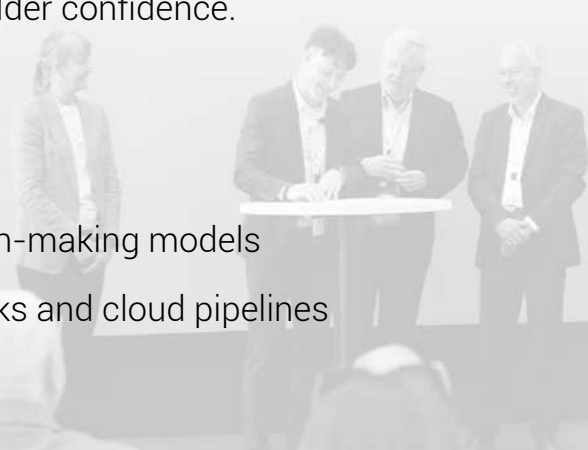 lder confidence.
n-making models
ks and cloud pipelines